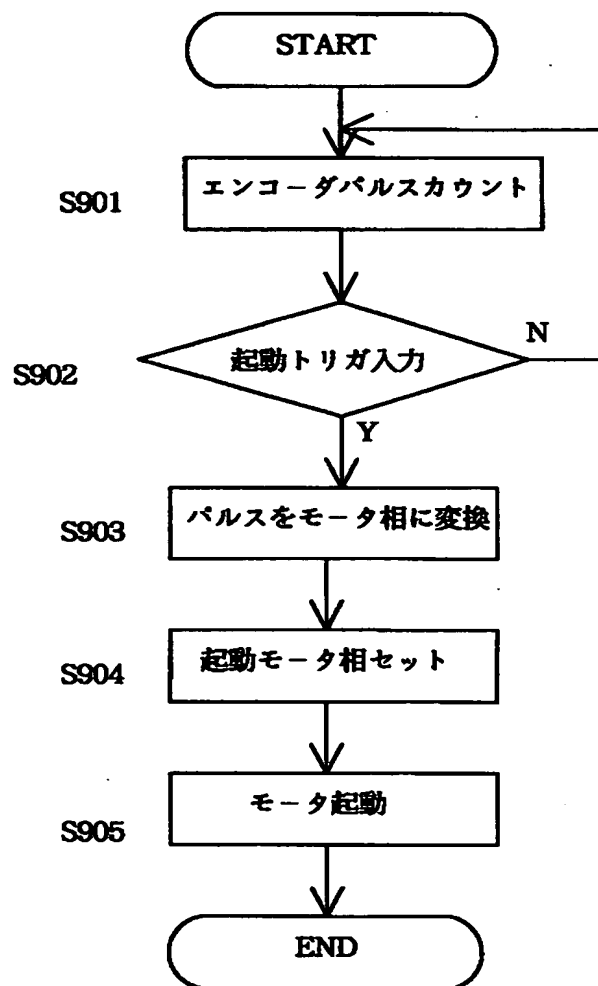 START
S901
エンコーダパルスカウント
N
S902
起動トリガ入力
Y
S903
パルスをモータ相に変換
S904
起動モータ相セット
S905
モータ起動
END